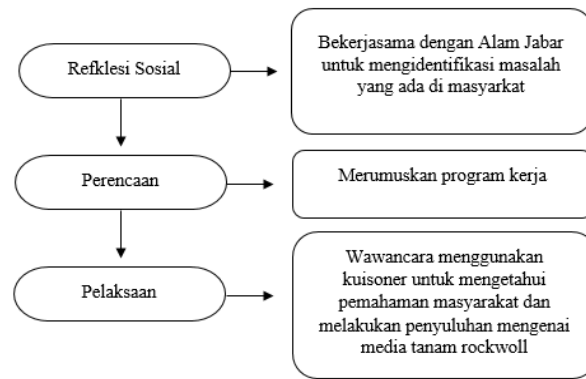 Refklesi Sosial
Bekerjasama dengan Alam Jabar
untuk mengidentifikasi masalah
yang ada di masyarkat
Perencaan
Merumuskan program kerja
Pelaksaan
Wawancara menggunakan
kuisoner untuk mengetahui
pemahaman masyarakat dan
melakukan penyuluhan mengenai
media tanam rockwoll